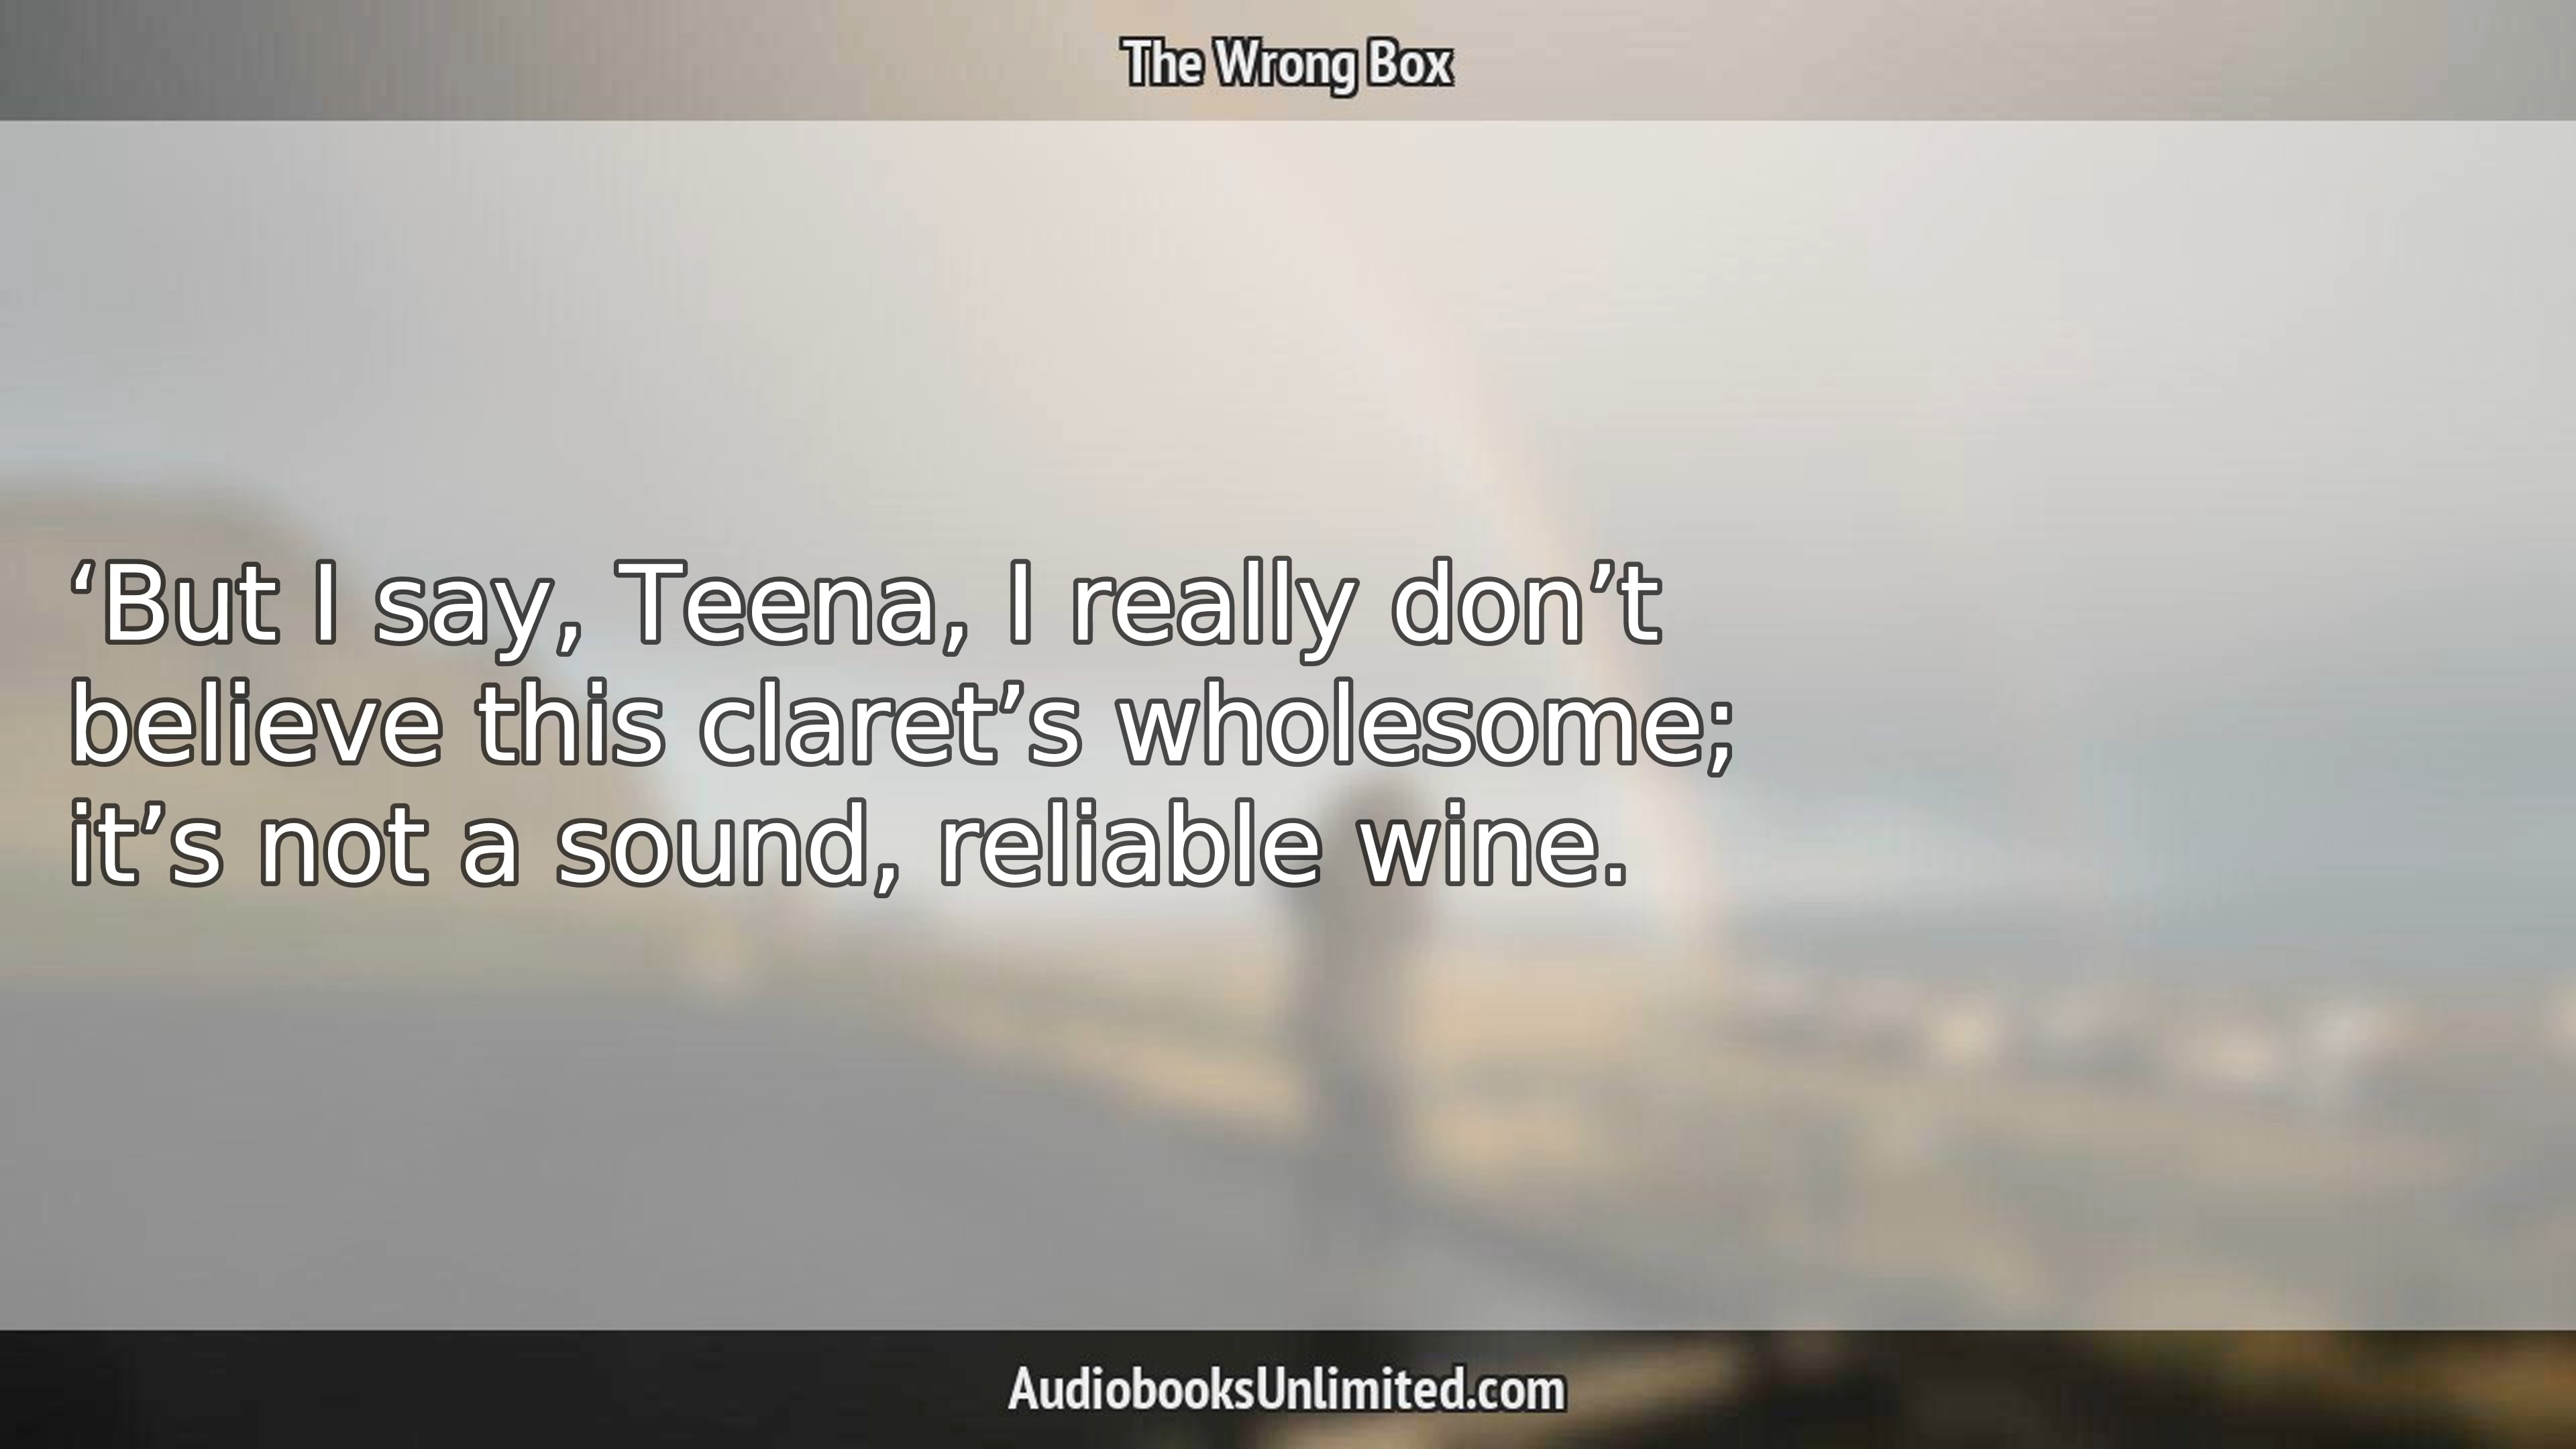 The Wrong Box
‘But I say, Teena, I really don’t
believe this claret’s wholesome;
it’s not a sound, reliable wine.
AudiobooksUnlimited.com